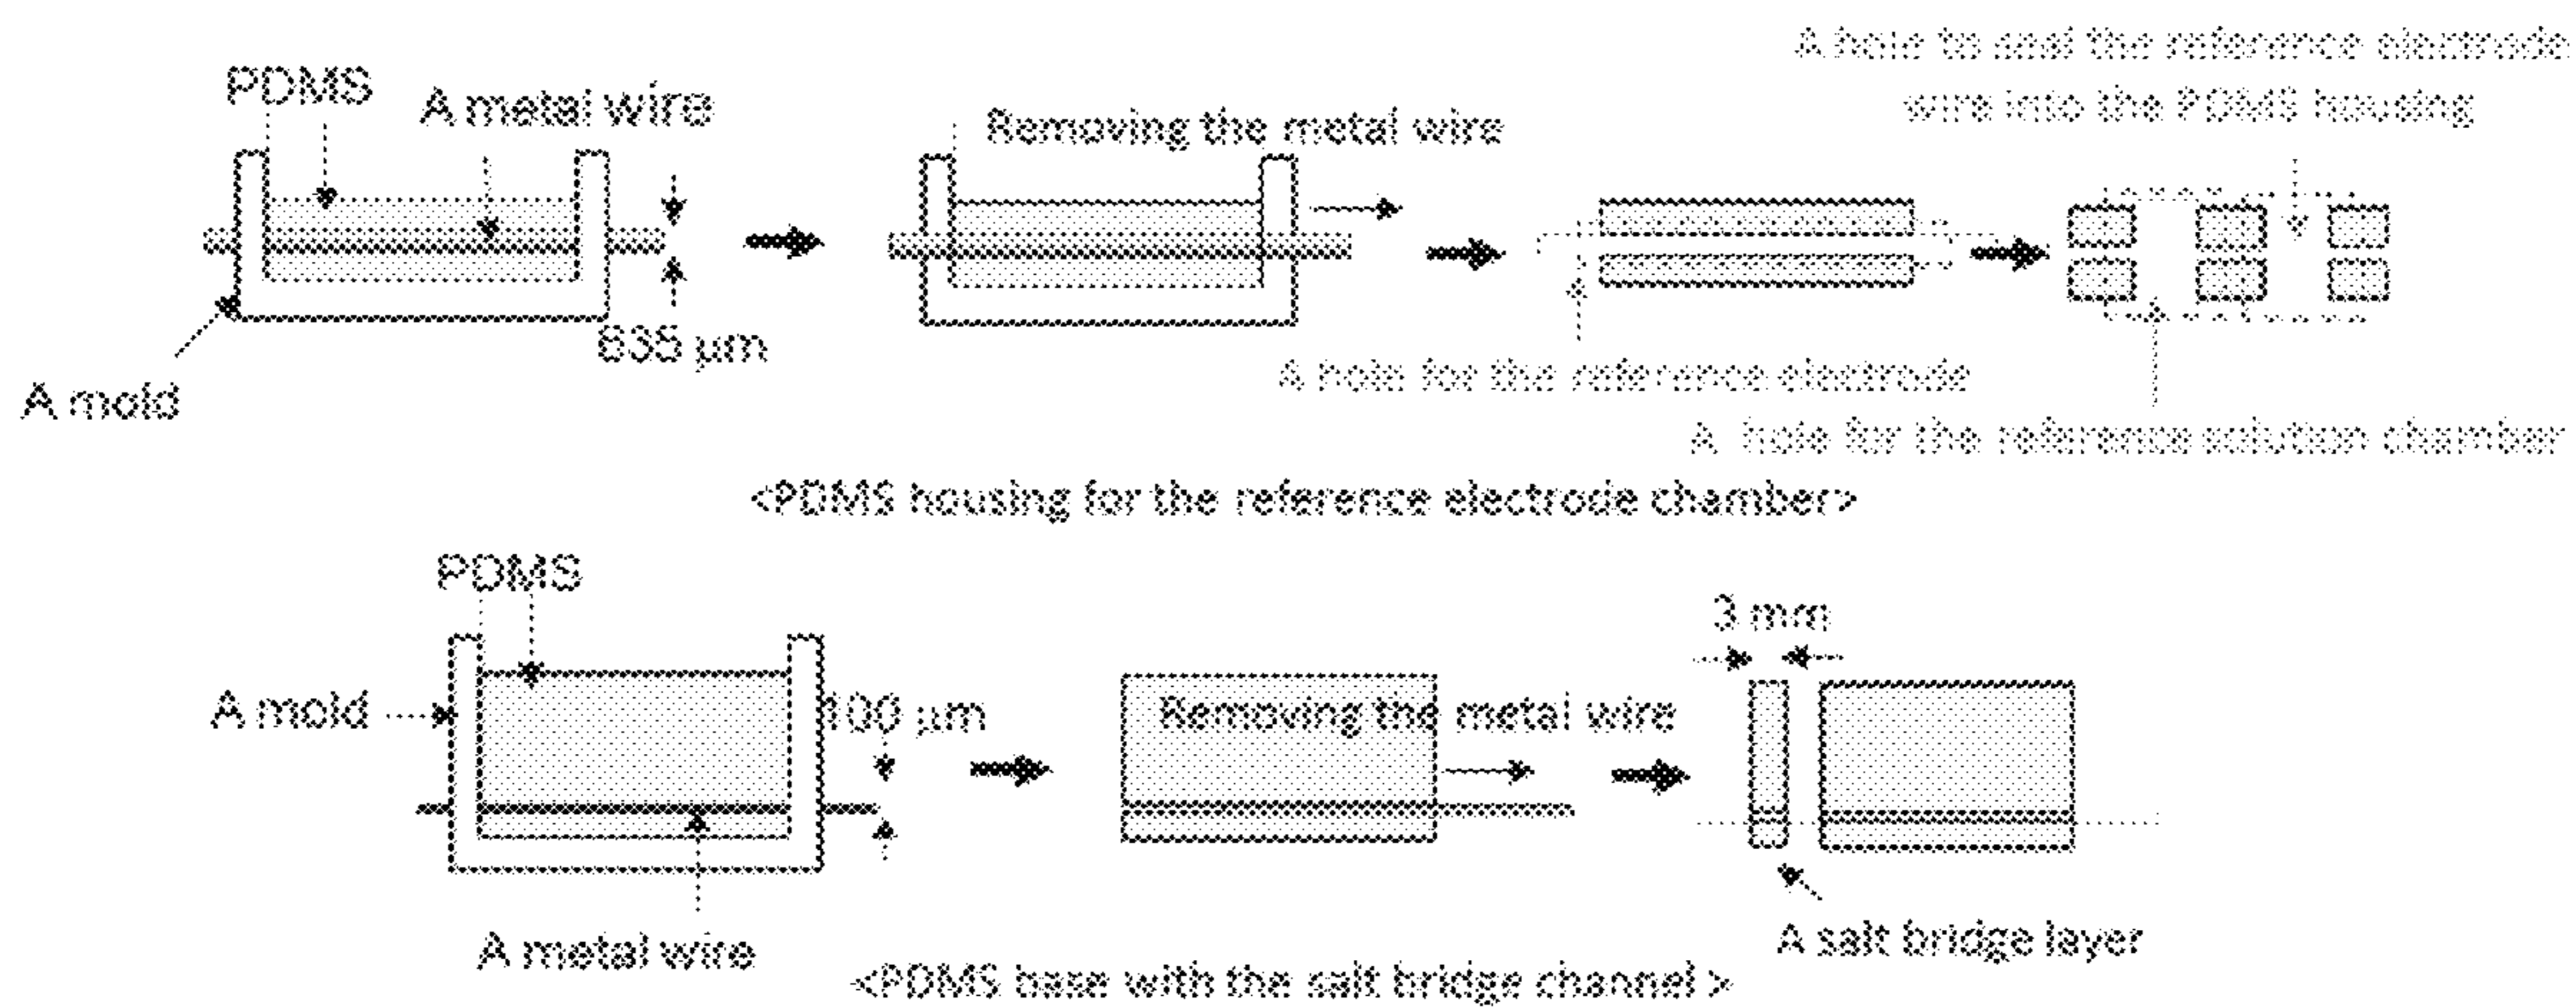 PDMS
A metal wire
A mold
635 µm
Removing the metal wire
A hole for the reference electrode
A hole to seal the reference electrode
wire into the PDMS housing
A hole for the reference solution chamber
<PDMS housing for the reference electrode chamber>
PDMS
A mold
100 µm
A metal wire
Removing the metal wire
3 mm
A salt bridge layer
<PDMS base with the salt bridge channel >